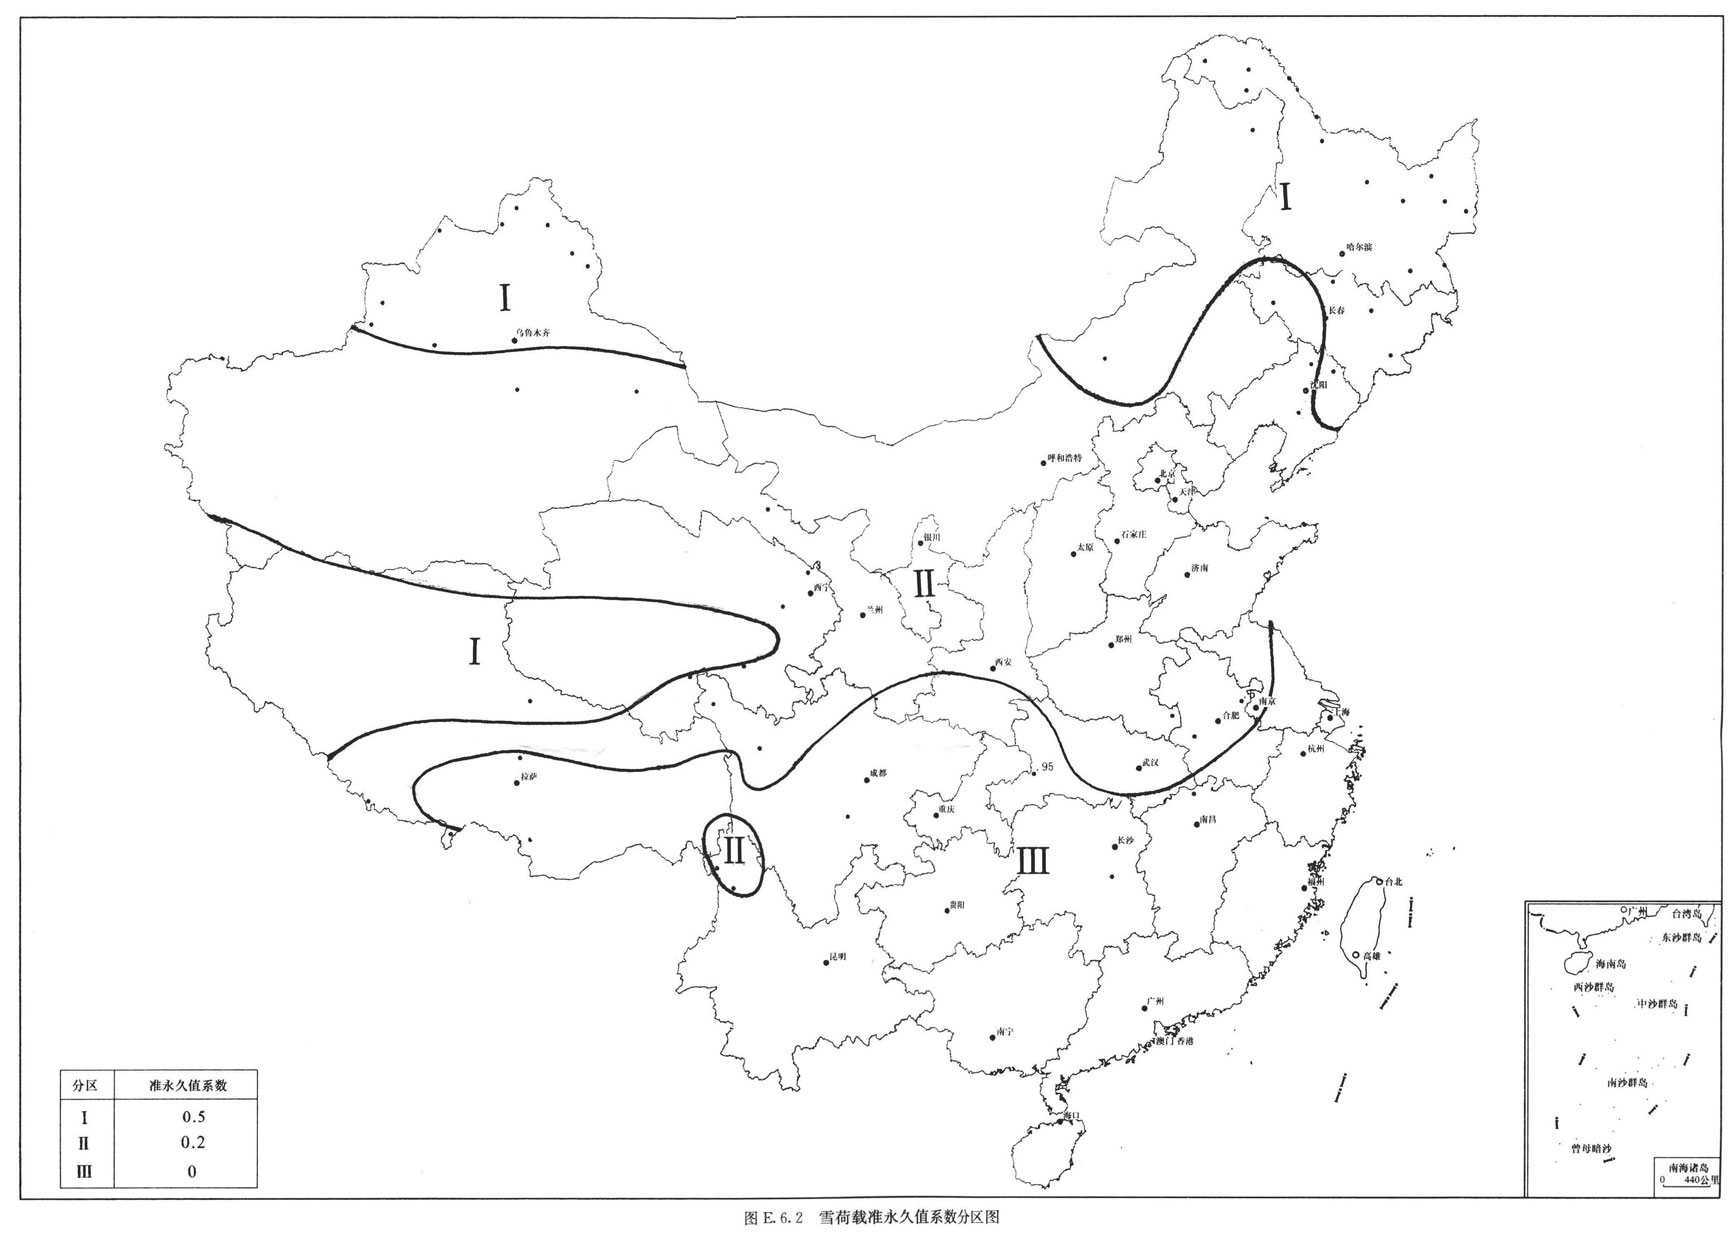 I
哈尔滨
I
长春
乌鲁木齐
沈阳
呼和浩特
北京
天津
石家庄
银川
太原
济南
II
西宁
兰州
郑州
I
西安
南京
上海
合肥
杭州
武汉
.95
成都
拉萨
重庆
南昌
长沙
II
III
福州
台北
贵阳
高雄
昆明
广州
南宁
澳门 香港
海口
广州
台湾岛
东沙群岛
海南岛
西沙群岛
中沙群岛
南沙群岛
曾母暗沙
南海诸岛
0 440公里
分区 准永久值系数
I 0.5
II 0.2
III 0
图 E.6.2 雪荷载准永久值系数分区图